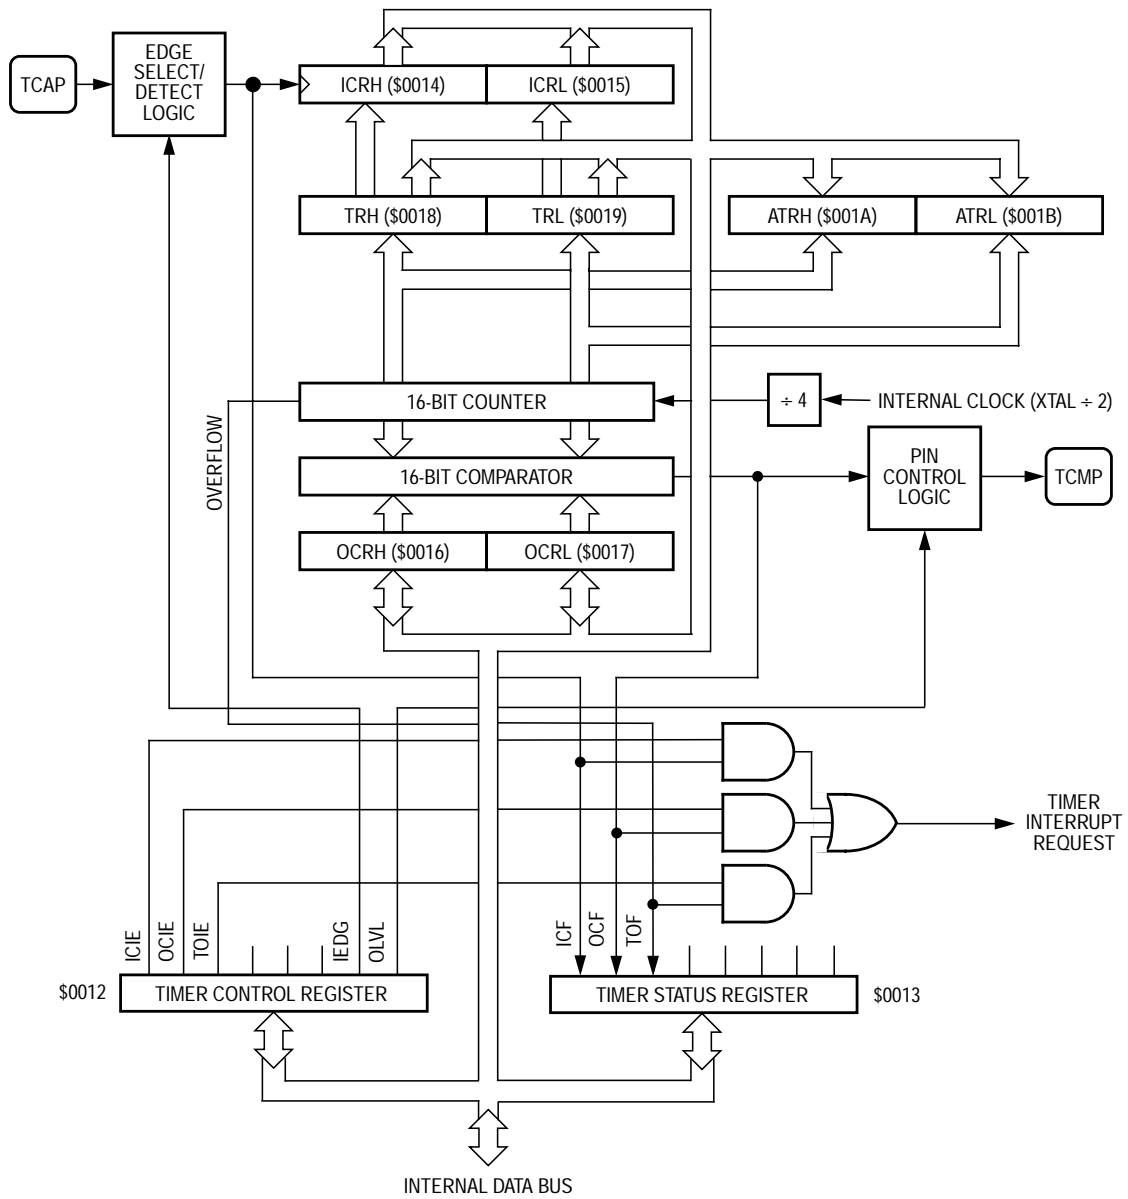 EDGE
SELECT/
DETECT
LOGIC
TCAP
ICRH ($0014)
ICRL ($0015)
TRH ($0018)
TRL ($0019)
ATRH ($001A)
ATRL ($001B)
16-BIT COUNTER
÷ 4
INTERNAL CLOCK (XTAL ÷ 2)
OVERFLOW
16-BIT COMPARATOR
PIN
CONTROL
LOGIC
TCMP
OCRH ($0016)
OCRL ($0017)
TIMER
INTERRUPT
REQUEST
ICIE
OCIE
TOIE
IEDG
OLVL
ICF
OCF
TOF
$0012
TIMER CONTROL REGISTER
TIMER STATUS REGISTER
$0013
INTERNAL DATA BUS